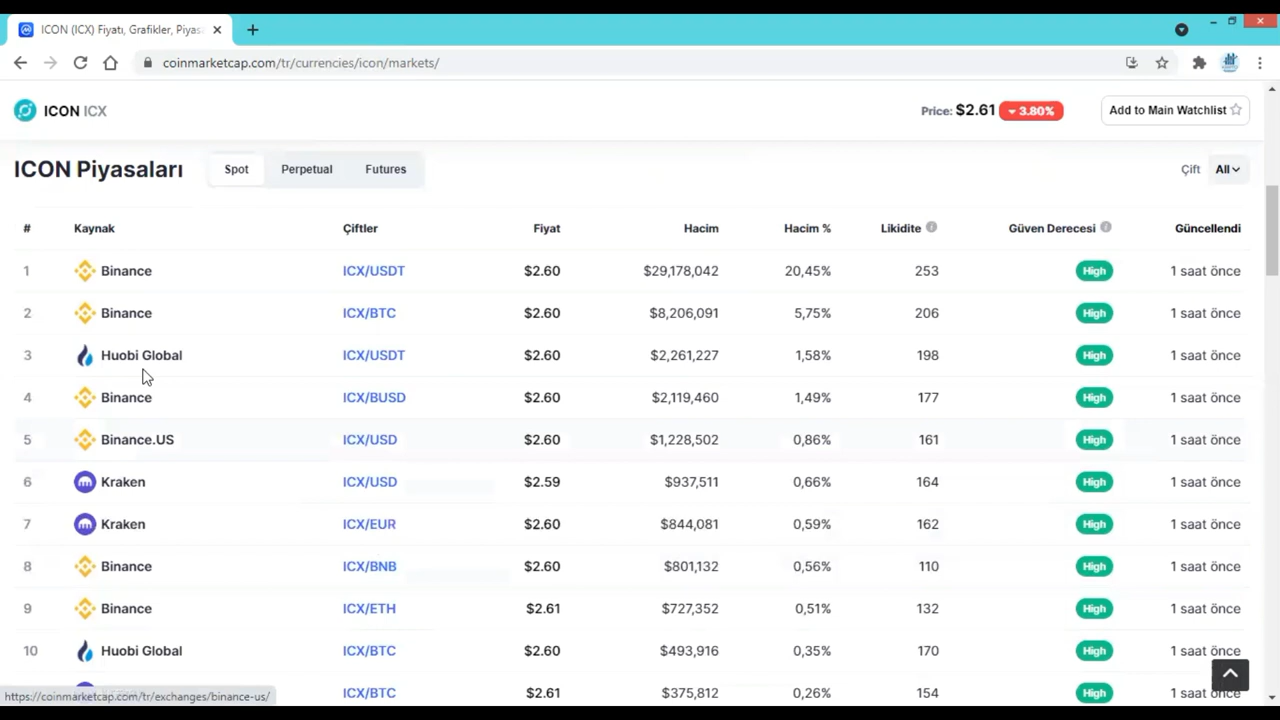 ICON (ICX) Fiyatı, Grafikler, Piyas
coinmarketcap.com/tr/currencies/icon/markets/
ICON ICX
Price: $2.61 3.80% Add to Main Watchlist
ICON Piyasaları Spot Perpetual Futures Çift All
# Kaynak Çiftler Fiyat Hacim Hacim % Likidite Güven Derecesi Güncellendi
1 Binance ICX/USDT $2.60 $29,178,042 20,45% 253 High 1 saat önce
2 Binance ICX/BTC $2.60 $8,206,091 5,75% 206 High 1 saat önce
3 Huobi Global ICX/USDT $2.60 $2,261,227 1,58% 198 High 1 saat önce
4 Binance ICX/BUSD $2.60 $2,119,460 1,49% 177 High 1 saat önce
5 Binance.US ICX/USD $2.60 $1,228,502 0,86% 161 High 1 saat önce
6 Kraken ICX/USD $2.59 $937,511 0,66% 164 High 1 saat önce
7 Kraken ICX/EUR $2.60 $844,081 0,59% 162 High 1 saat önce
8 Binance ICX/BNB $2.60 $801,132 0,56% 110 High 1 saat önce
9 Binance ICX/ETH $2.61 $727,352 0,51% 132 High 1 saat önce
10 Huobi Global ICX/BTC $2.60 $493,916 0,35% 170 High 1 saat önce
ICX/BTC $2.61 $375,812 0,26% 154 High 1 saat önce
https://coinmarketcap.com/tr/exchanges/binance-us/